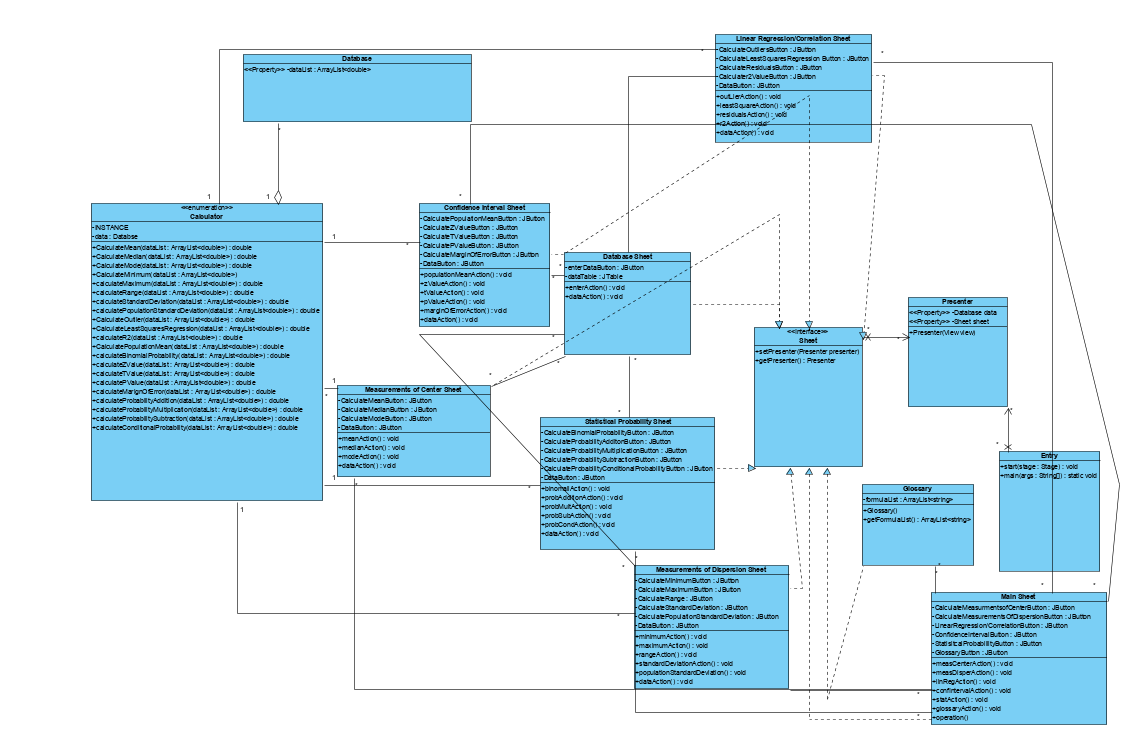 Linear Regression/Correlation Sheet
-CalculateOutliersButton : JButton
-CalculateLeastSquaresRegression Button : JButton
-CalculateResidualsButton : JButton
-Calculater2ValueButton : JButton
-DataButton : JButton
+outLierAction() : void
+leastSquareAction() : void
+residualsAction() : void
+r2Action() : void
+dataAction() : void
Database
<<Property>> -dataList : ArrayList<double>
<<enumeration>>
Calculator
-INSTANCE
-data : Databse
+CalculateMean(dataList : ArrayList<double>) : double
+CalculateMedian(dataList : ArrayList<double>) : double
+CalculateMode(dataList : ArrayList<double>) : double
+CalculateMinimum(dataList : ArrayList<double>)
+calculateMaximum(dataList : ArrayList<double>) : double
+calculateRange(dataList : ArrayList<double>) : double
+calculateStandardDeviation(dataList : ArrayList<double>) : double
+calculatePopulationStandardDeviation(dataList : ArrayList<double>) : double
+CalculateOutlier(dataList : ArrayList<double>) : double
+CalculateLeastSquaresRegression(dataList : ArrayList<double>) : double
+calculateR2(dataList : ArrayList<double>) : double
+CalculatePopulationMean(dataList : ArrayList<double>) : double
+calculateBinomialProbability(dataList : ArrayList<double>) : double
+calculateZValue(dataList : ArrayList<double>) : double
+calculateTValue(dataList : ArrayList<double>) : double
+calculatePValue(dataList : ArrayList<double>) : double
+calculateMarignOfError(dataList : ArrayList<double>) : double
+calculateProbabilityAddition(dataList : ArrayList<double>) : double
+calculateProbabilityMultiplication(dataList : ArrayList<double>) : double
+calculateProbabilitySubtraction(dataList : ArrayList<double>) : double
+calculateConditionalProbability(dataList : ArrayList<double>) : double
Confidence Interval Sheet
-CalculatePopulationMeanButton : JButton
-CalculateZValueButton : JButton
-CalculateTValueButton : JButton
-CalculatePValueButton : JButton
-CalculateMarginOfErrorButton : JButton
-DataButton : JButton
+populationMeanAction() : void
+zValueAction() : void
+tValueAction() : void
+pValueAction() : void
+marginOfErrorAction() : void
+dataAction() : void
Database Sheet
-enterDataButton : JButton
-dataTable : JTable
+enterAction() : void
+dataAction() : void
<<interface>>
Sheet
+setPresenter(Presenter presenter)
+getPresenter() : Presenter
Presenter
<<Property>> -Database data
<<Property>> -Sheet sheet
+Presenter(View view)
Measurements of Center Sheet
-CalculateMeanButton : JButton
-CalculateMedianButton : JButton
-CalculateModeButton : JButton
-DataButton : JButton
+meanAction() : void
+medianAction() : void
+modeAction() : void
+dataAction() : void
Statistical Probability Sheet
-CalculateBinomialProbabilityButton : JButton
-CalculateProbabilityAdditonButton : JButton
-CalculateProbabilityMultiplicationButton : JButton
-CalculateProbabilitySubtractionButton : JButton
-CalculateProbabilityConditionalProbabilityButton : JButton
-DataButton : JButton
+binomailAction() : void
+probAdditionAction() : void
+probMultAction() : void
+probSubAction() : void
+probCondAction() : void
+dataAction() : void
Entry
+start(stage : Stage) : void
+main(args : String[]) : static void
Glossary
-formulaList : ArrayList<string>
+Glossary()
+getFormulaList() : ArrayList<string>
Measurements of Dispersion Sheet
-CalculateMinimumButton : JButton
-CalculateMaximumButton : JButton
-CalculateRange : JButton
-CalculateStandardDeviation : JButton
-CalculatePopulationStandardDeviation : JButton
-DataButton : JButton
+minimumAction() : void
+maximumAction() : void
+rangeAction() : void
+standardDeviationAction() : void
+populationStandardDeviation() : void
+dataAction() : void
Main Sheet
-CalculateMeasurmentsofCenterButton : JButton
-CalculateMeasurementsOfDispersionButton : JButton
-LinearRegression/CorrelationButton : JButton
-ConfidenceIntervalButton : JButton
-StatisticalProbabilityButton : JButton
-GlossaryButton : JButton
+measCenterAction() : void
+measDisperAction() : void
+linRegAction() : void
+confIntervalAction() : void
+statAction() : void
+glossaryAction() : void
+operation()
1
1
1
1
1
1